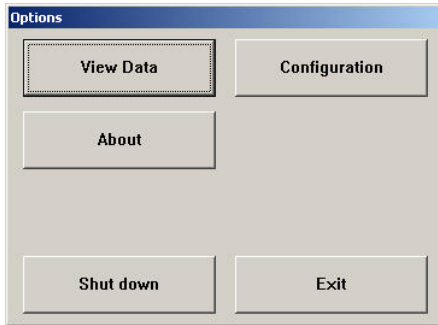 Options
View Data
Configuration
About
Shut down
Exit